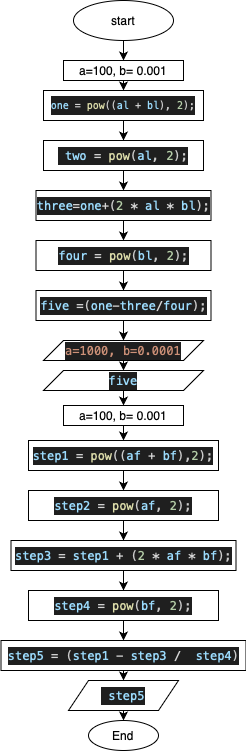 start
a=100, b= 0.001
one = pow((al + bl), 2);
two = pow(al, 2);
three=one+(2 * al * bl);
four = pow(bl, 2);
five =(one-three/four);
a=1000, b=0.0001
five
a=100, b= 0.001
step1 = pow((af + bf),2);
step2 = pow(af, 2);
step3 = step1 + (2 * af * bf);
step4 = pow(bf, 2);
step5 = (step1 - step3 / step4)
step5
End